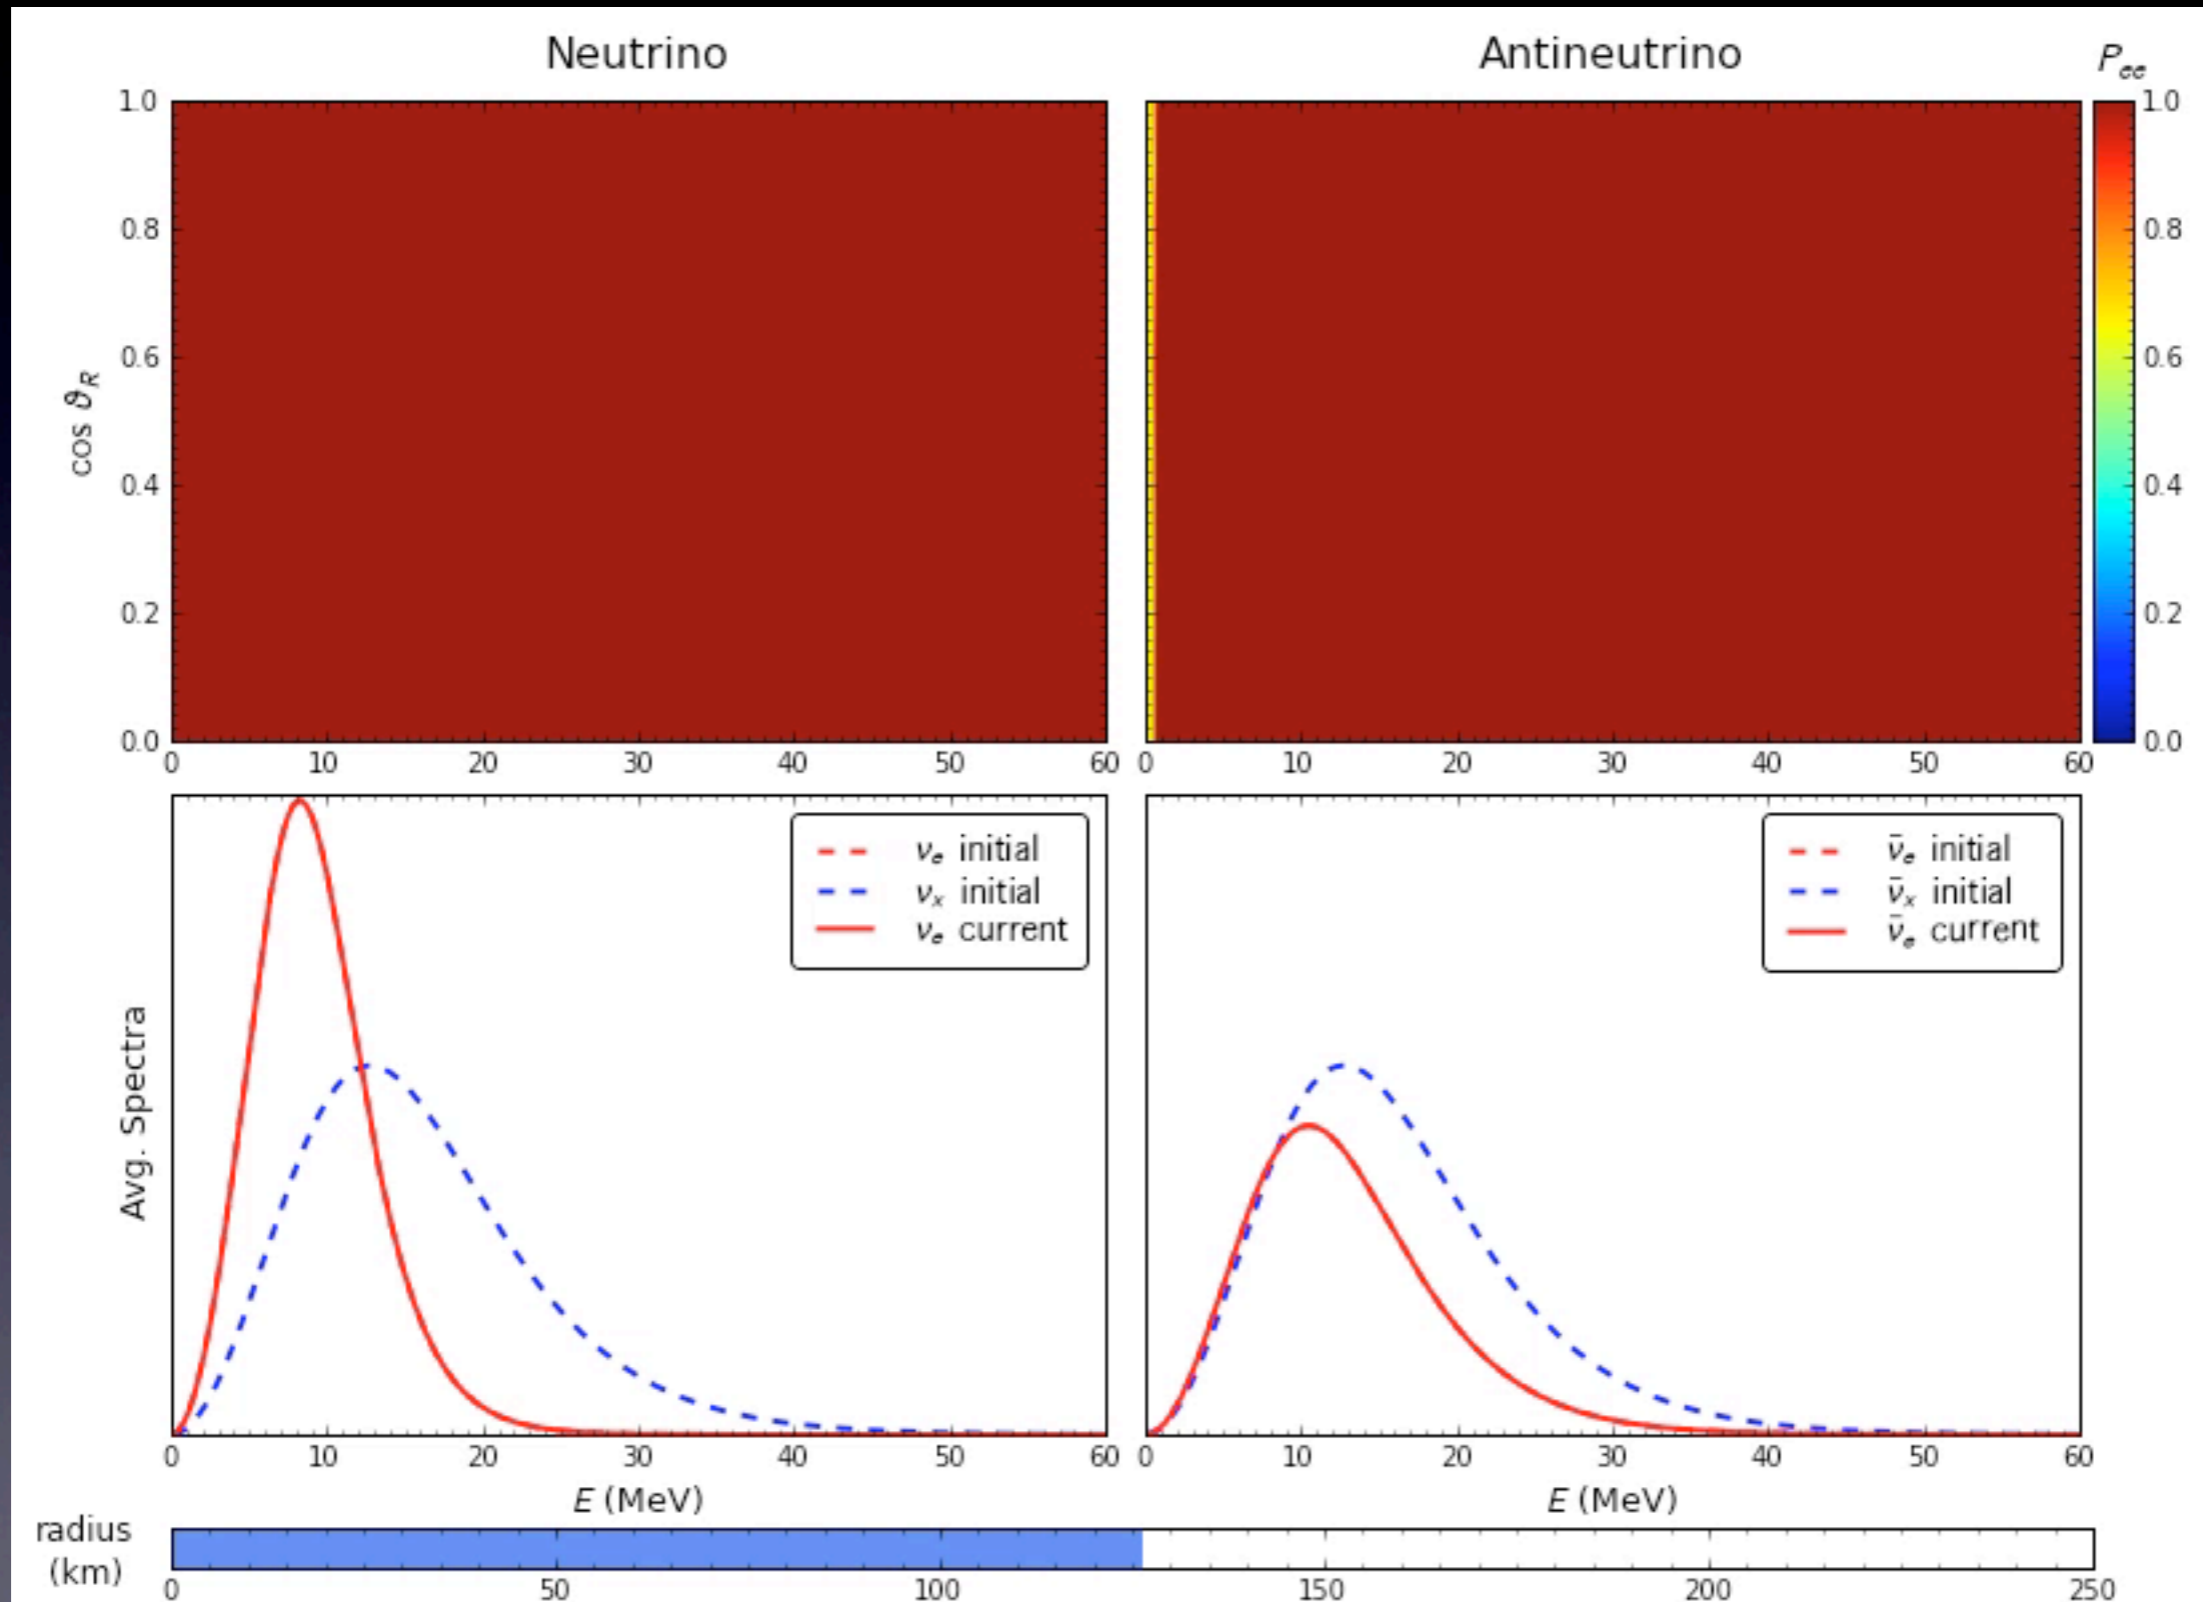 Neutrino
Antineutrino
P_ee
1.0
0.8
0.6
0.4
0.2
0.0
cos ϑ_R
0 10 20 30 40 50 60
0 10 20 30 40 50 60
1.0
0.8
0.6
0.4
0.2
0.0
ν_e initial
ν_x initial
ν_e current
ν̄_e initial
ν̄_x initial
ν̄_e current
Avg. Spectra
0 10 20 30 40 50 60
0 10 20 30 40 50 60
E (MeV)
E (MeV)
radius
(km)
0 50 100 150 200 250